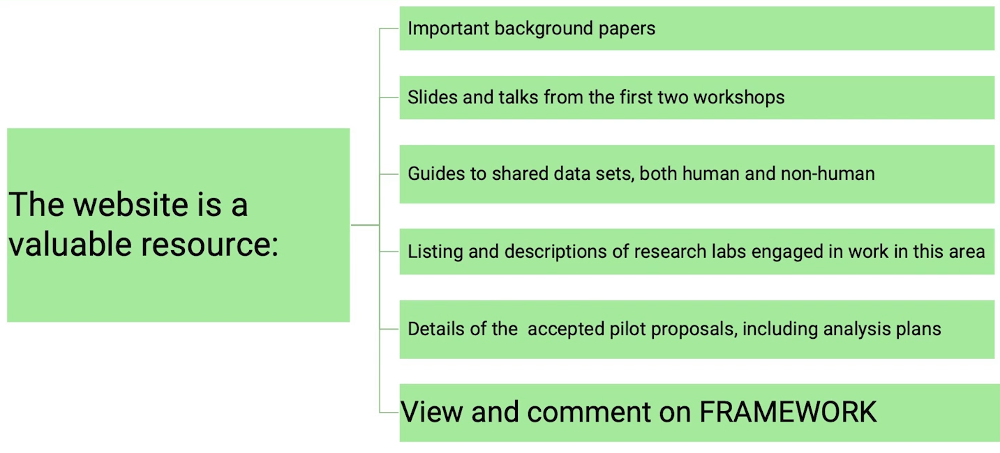 The website is a
valuable resource:
Important background papers
Slides and talks from the first two workshops
Guides to shared data sets, both human and non-human
Listing and descriptions of research labs engaged in work in this area
Details of the  accepted pilot proposals, including analysis plans
View and comment on FRAMEWORK